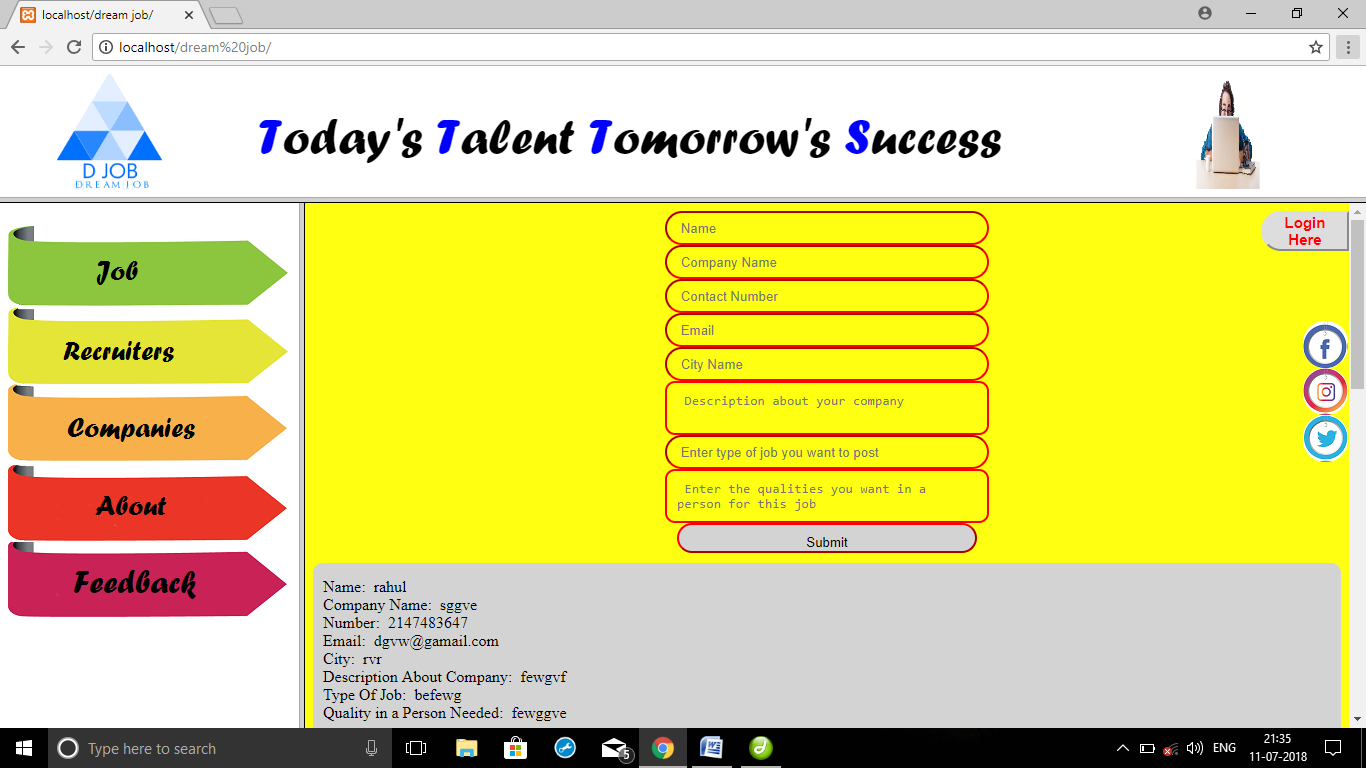 localhost/dream job/
localhost/dream%20job/
D JOB
DREAM JOB
Today's Talent Tomorrow's Success
Job
Recruiters
Companies
About
Feedback
Name
Company Name
Contact Number
Email
City Name
Description about your company
Enter type of job you want to post
Enter the qualities you want in a
person for this job
Submit
Login
Here
Name: rahul
Company Name: sggve
Number: 2147483647
Email: dgvw@gamail.com
City: rvr
Description About Company: fewgvf
Type Of Job: befewg
Quality in a Person Needed: fewggve
Type here to search
5
ENG
21:35
11-07-2018